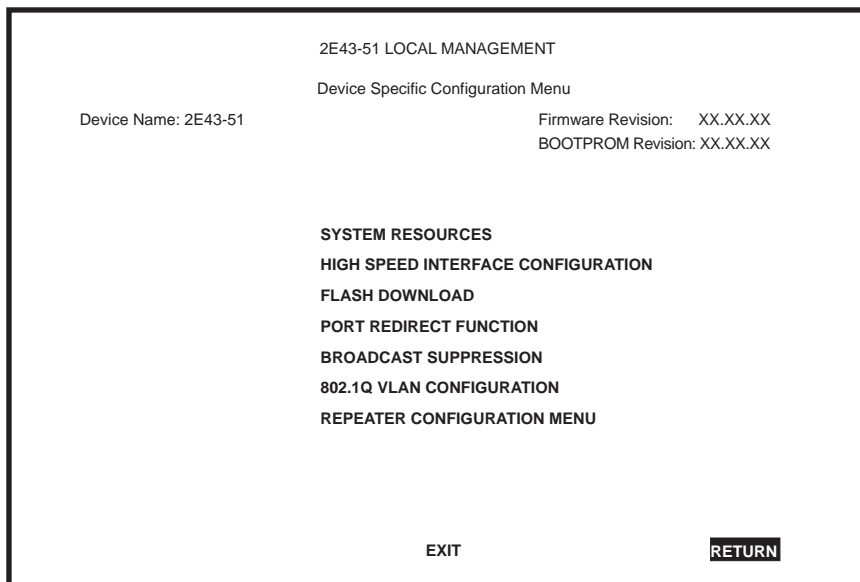 2E43-51 LOCAL MANAGEMENT
Device Specific Configuration Menu
Device Name: 2E43-51 Firmware Revision: XX.XX.XX
BOOTPROM Revision: XX.XX.XX
SYSTEM RESOURCES
HIGH SPEED INTERFACE CONFIGURATION
FLASH DOWNLOAD
PORT REDIRECT FUNCTION
BROADCAST SUPPRESSION
802.1Q VLAN CONFIGURATION
REPEATER CONFIGURATION MENU
EXIT RETURN